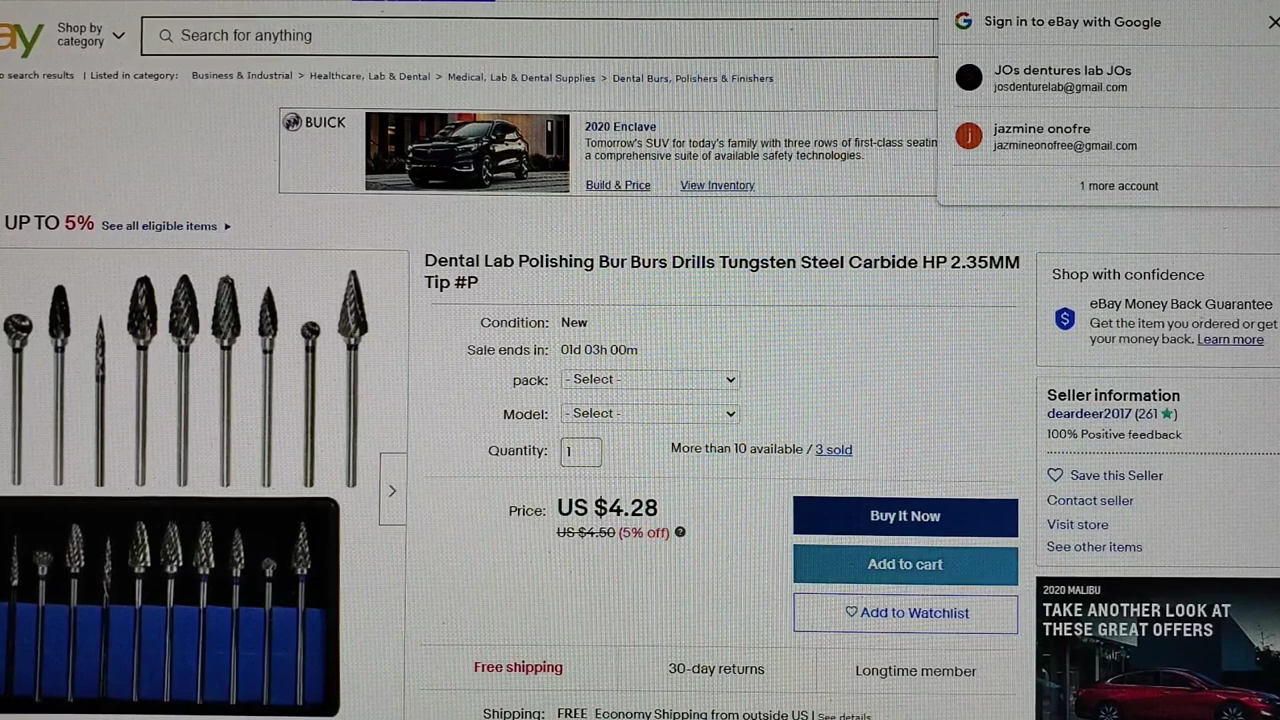 ay
Shop by
category
Search for anything
Sign in to eBay with Google
JOs dentures lab JOs
josdenturelab@gmail.com
jazmine onofre
jazmineonofree@gmail.com
1 more account
o search results | Listed in category: Business & Industrial > Healthcare, Lab & Dental > Medical, Lab & Dental Supplies > Dental Burs, Polishers & Finishers
BUICK
2020 Enclave
Tomorrow's SUV for today's family with three rows of first-class seatin
a comprehensive suite of available safety technologies.
Build & Price View Inventory
UP TO 5% See all eligible items
Dental Lab Polishing Bur Burs Drills Tungsten Steel Carbide HP 2.35MM
Tip #P
Condition: New
Sale ends in: 01d 03h 00m
pack: - Select -
Model: - Select -
Quantity: 1 More than 10 available / 3 sold
Price: US $4.28
US $4.50 (5% off)
Buy It Now
Add to cart
Add to Watchlist
Free shipping 30-day returns Longtime member
Shipping: FREE Economy Shipping from outside US | See details
Shop with confidence
eBay Money Back Guarantee
Get the item you ordered or get
your money back. Learn more
Seller information
deardeer2017 (261 ★)
100% Positive feedback
Save this Seller
Contact seller
Visit store
See other items
2020 MALIBU
TAKE ANOTHER LOOK AT
THESE GREAT OFFERS